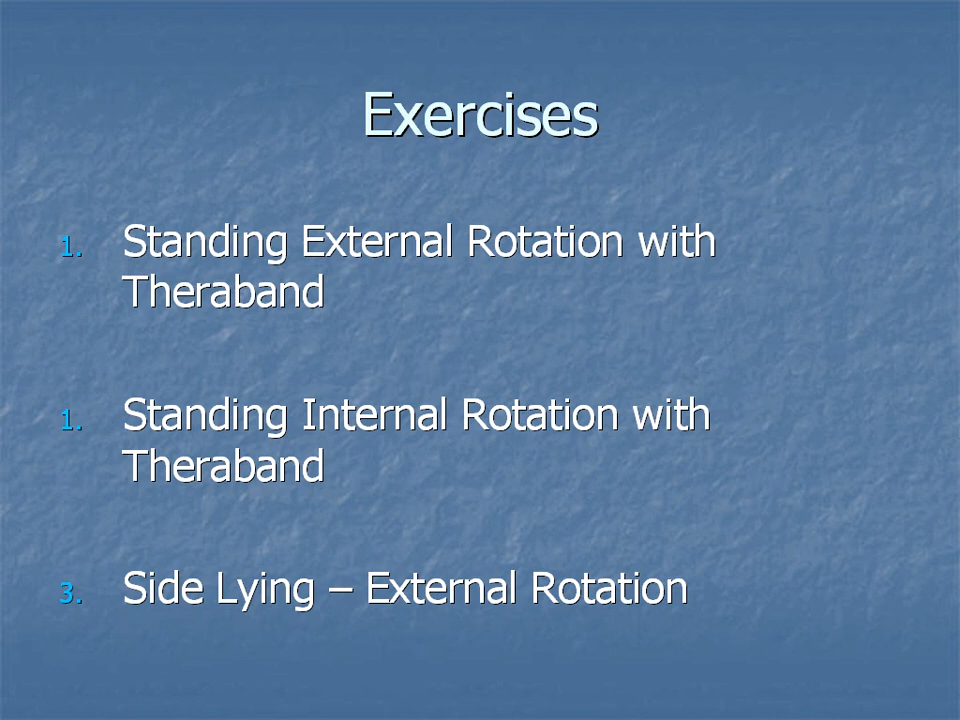 Exercises
1. Standing External Rotation with
Theraband
1. Standing Internal Rotation with
Theraband
3. Side Lying – External Rotation